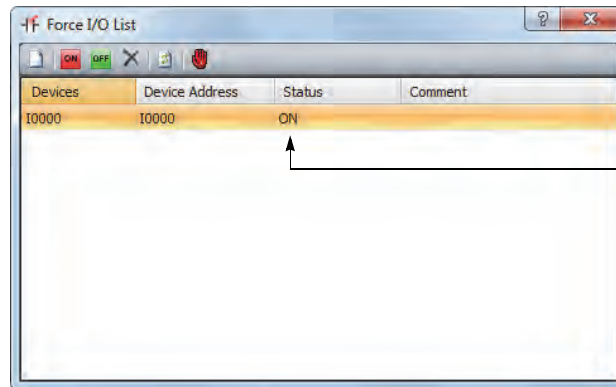 Force I/O List
ON OFF
Devices Device Address Status Comment
I0000 I0000 ON